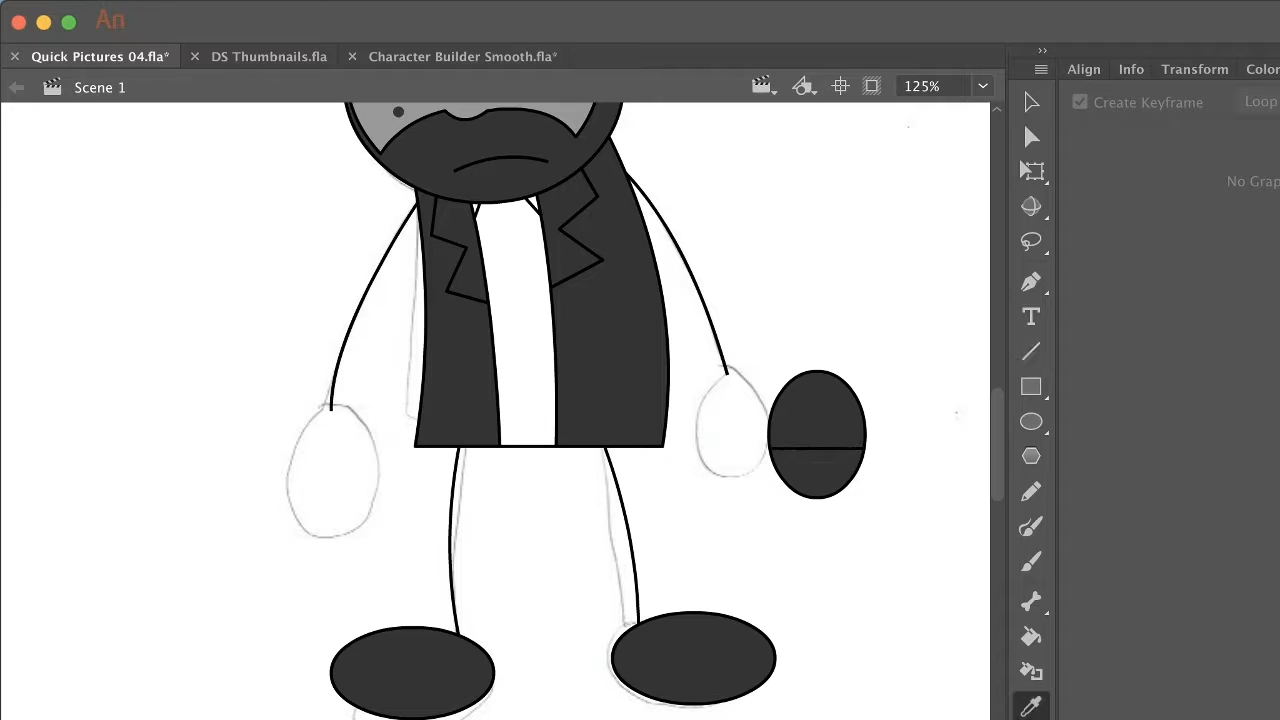 An
Quick Pictures 04.fla*
DS Thumbnails.fla
Character Builder Smooth.fla*
Scene 1
125%
Align
Info
Transform
Color
Create Keyframe
Loop
No Grap
T